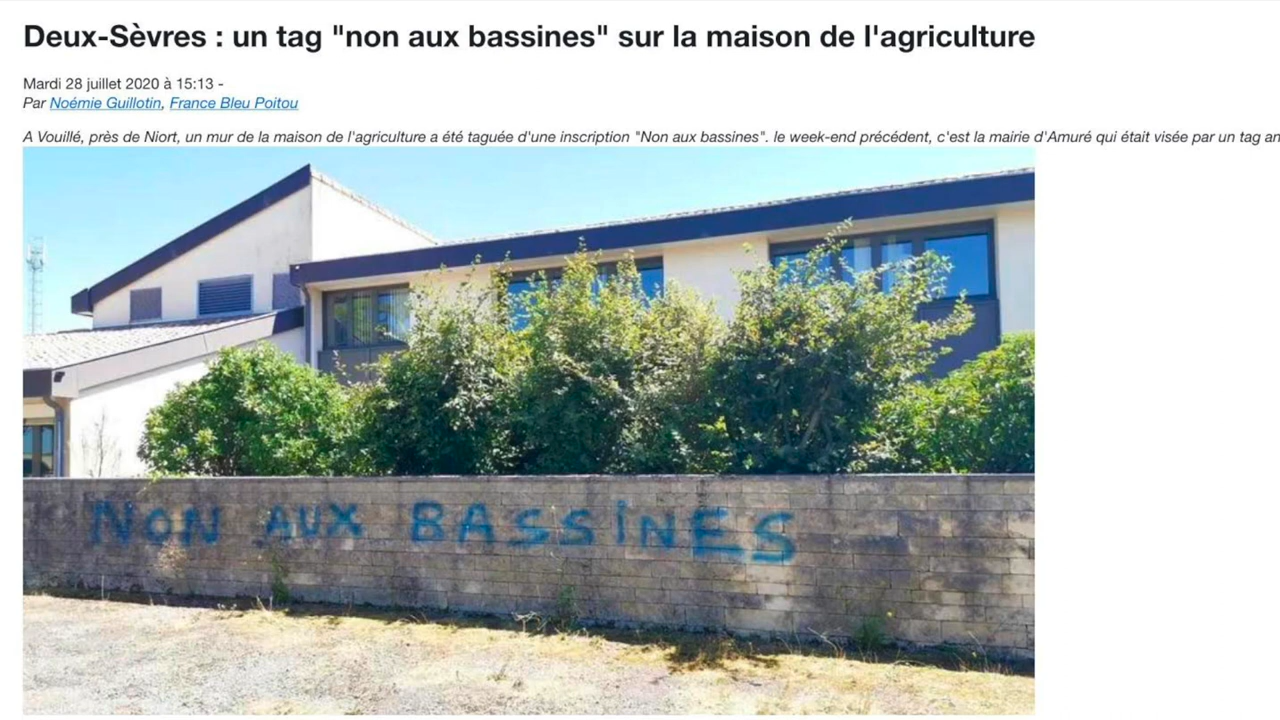 Deux-Sèvres : un tag "non aux bassines" sur la maison de l'agriculture
Mardi 28 juillet 2020 à 15:13 -
Par Noémie Guillotin, France Bleu Poitou
A Vouillé, près de Niort, un mur de la maison de l'agriculture a été taguée d'une inscription "Non aux bassines". le week-end précédent, c'est la mairie d'Amuré qui était visée par un tag
NON AUX BASSINES